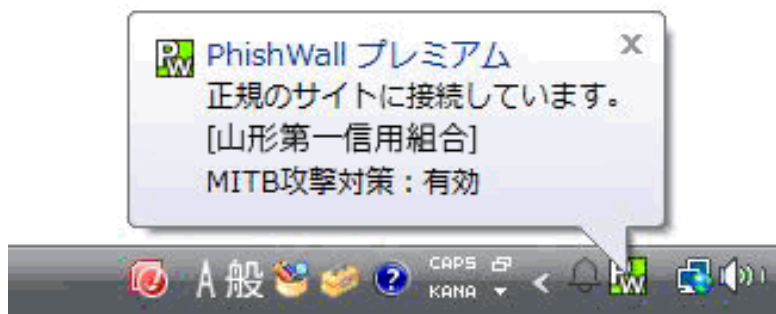 PW PhishWall プレミアム
正規のサイトに接続しています。
[山形第一信用組合]
MITB攻撃対策：有効
A 般 ? CAPS KANA PW